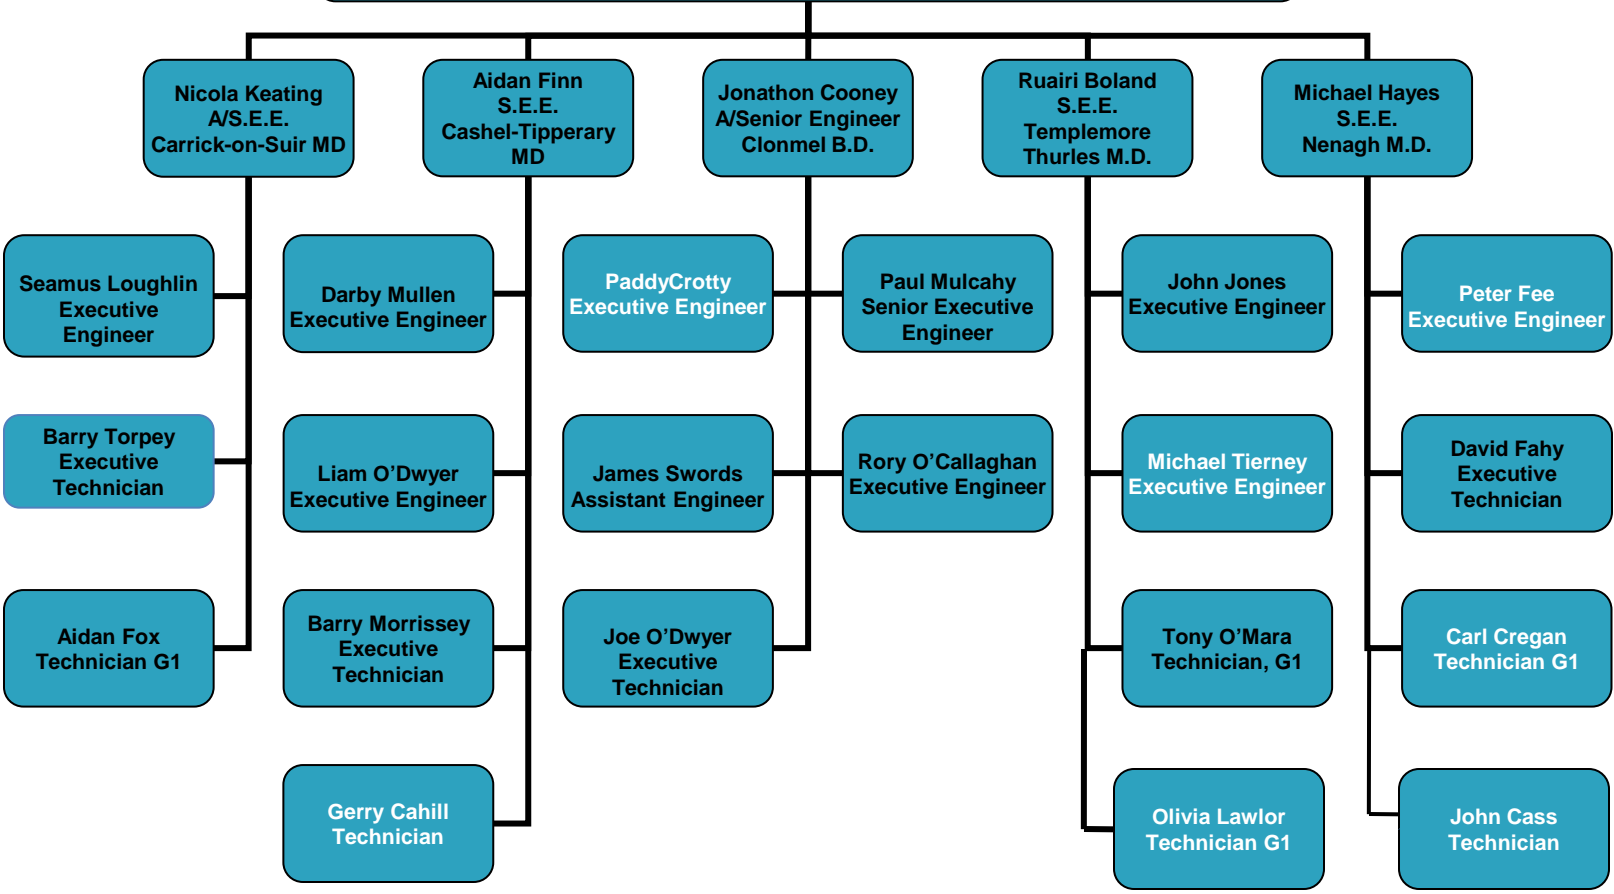 Nicola Keating
A/S.E.E.
Carrick-on-Suir MD
Aidan Finn
S.E.E.
Cashel-Tipperary
MD
Jonathon Cooney
A/Senior Engineer
Clonmel B.D.
Ruairi Boland
S.E.E.
Templemore
Thurles M.D.
Michael Hayes
S.E.E.
Nenagh M.D.
Seamus Loughlin
Executive
Engineer
Darby Mullen
Executive Engineer
PaddyCrotty
Executive Engineer
Paul Mulcahy
Senior Executive
Engineer
John Jones
Executive Engineer
Peter Fee
Executive Engineer
Barry Torpey
Executive
Technician
Liam O’Dwyer
Executive Engineer
James Swords
Assistant Engineer
Rory O’Callaghan
Executive Engineer
Michael Tierney
Executive Engineer
David Fahy
Executive
Technician
Aidan Fox
Technician G1
Barry Morrissey
Executive
Technician
Joe O’Dwyer
Executive
Technician
Tony O’Mara
Technician, G1
Carl Cregan
Technician G1
Gerry Cahill
Technician
Olivia Lawlor
Technician G1
John Cass
Technician